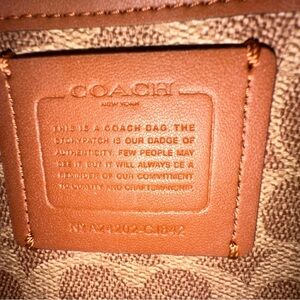 COACH
NEW YORK
THIS IS A COACH BAG. THE
STORYPATCH IS OUR BADGE OF
AUTHENTICITY. FEW PEOPLE MAY
SEE IT BUT IT WILL ALWAYS BE A
REMINDER OF OUR COMMITMENT
TO QUALITY AND CRAFTSMANSHIP.